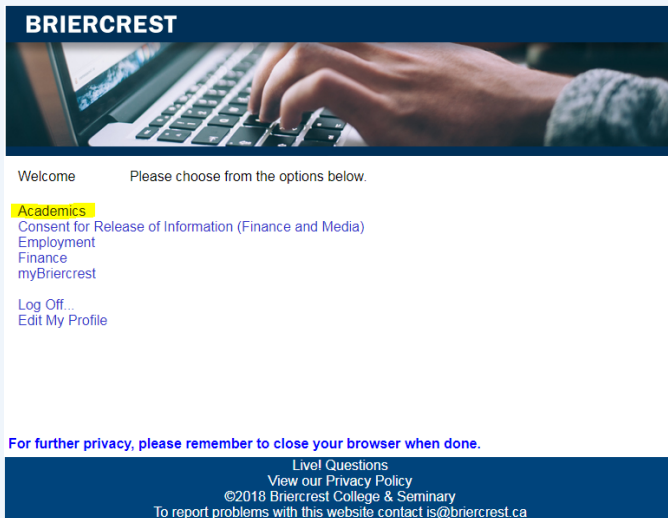 BRIERCREST
Welcome Please choose from the options below.
Academics
Consent for Release of Information (Finance and Media)
Employment
Finance
myBriercrest
Log Off...
Edit My Profile
For further privacy, please remember to close your browser when done.
Live! Questions
View our Privacy Policy
©2018 Briercrest College & Seminary
To report problems with this website contact is@briercrest.ca